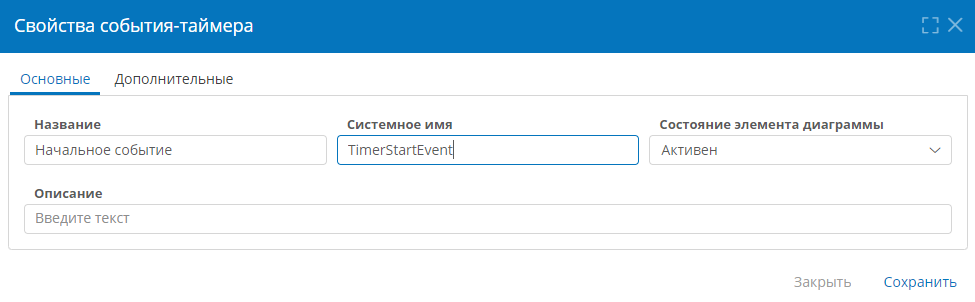 Свойства события-таймера
Основные Дополнительные
Название Системное имя Состояние элемента диаграммы
Начальное событие TimerStartEvent Активен
Описание
Введите текст
Закрыть Сохранить